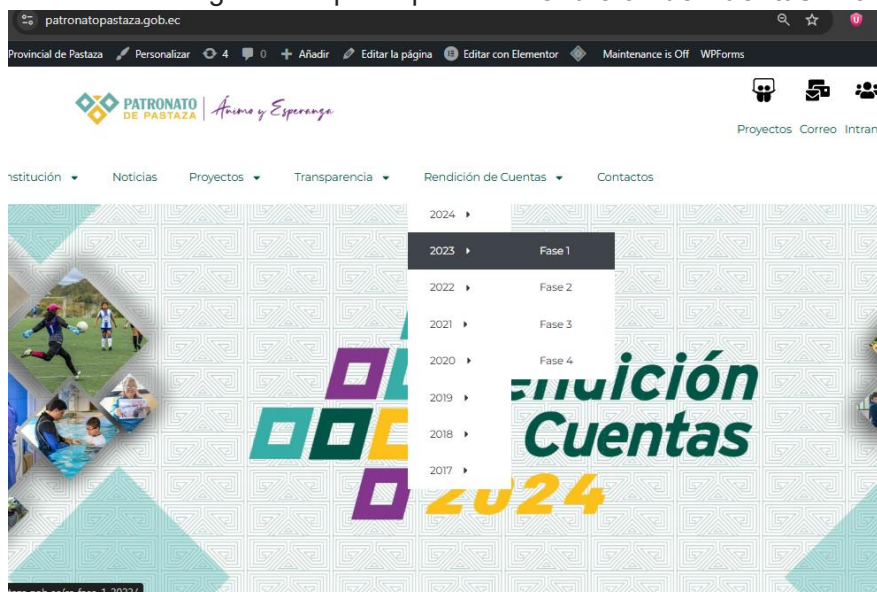 patronatopastaza.gob.ec
Provincial de Pastaza Personalizar 4 0 Añadir Editar la página Editar con Elementor Maintenance is Off WPForms
PATRONATO
DE PASTAZA
Ánimo y Esperanza
Proyectos Correo Intran
nstitución Noticias Proyectos Transparencia Rendición de Cuentas Contactos
2024
2023 Fase 1
2022 Fase 2
2021 Fase 3
2020 Fase 4
2019
2018
2017
endición
Cuentas
2024